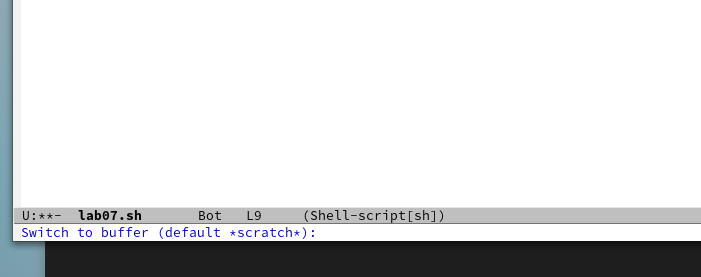 U:**-  lab07.sh       Bot   L9     (Shell-script[sh])
Switch to buffer (default *scratch*):